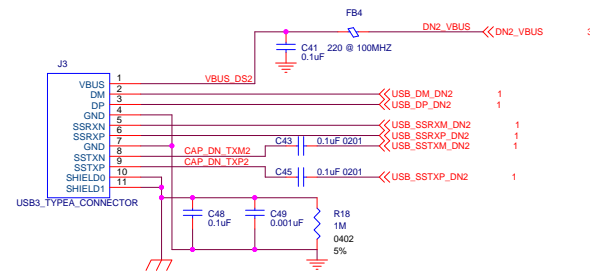 FB4
DN2_VBUS
DN2_VBUS
3
C41
0.1uF
220 @ 100MHZ
J3
VBUS 1 VBUS_DS2
DM 2 USB_DM_DN2 1
DP 3 USB_DP_DN2 1
GND 4
SSRXN 5 USB_SSRXM_DN2 1
SSRXP 6 USB_SSRXP_DN2 1
GND 7 C43 0.1uF 0201 USB_SSTXM_DN2 1
SSTXN 8 CAP_DN_TXM2
SSTXP 9 CAP_DN_TXP2 C45 0.1uF 0201 USB_SSTXP_DN2 1
SHIELD0 10
SHIELD1 11
USB3_TYPEA_CONNECTOR
C48
0.1uF
C49
0.001uF
R18
1M
0402
5%